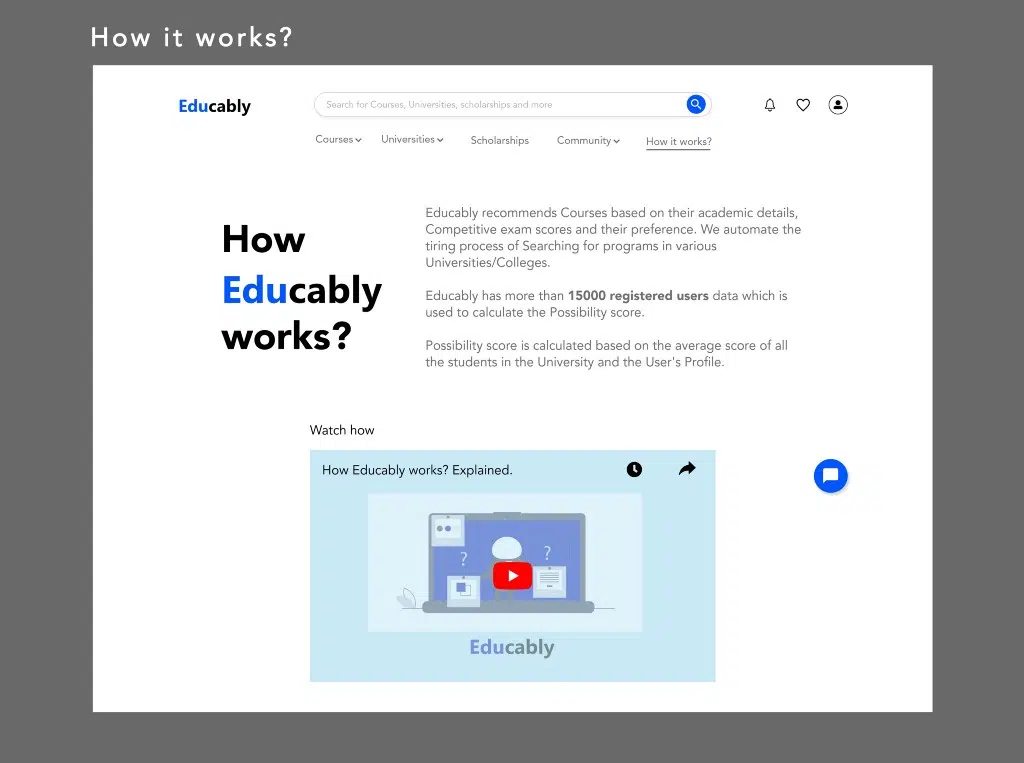 How it works?
Educably
Search for Courses, Universities, scholarships and more
Courses
Universities
Scholarships
Community
How it works?
How
Educably
works?
Educably recommends Courses based on their academic details,
Competitive exam scores and their preference. We automate the
tiring process of Searching for programs in various
Universities/Colleges.
Educably has more than 15000 registered users data which is
used to calculate the Possibility score.
Possibility score is calculated based on the average score of all
the students in the University and the User's Profile.
Watch how
How Educably works? Explained.
? ?
Educably